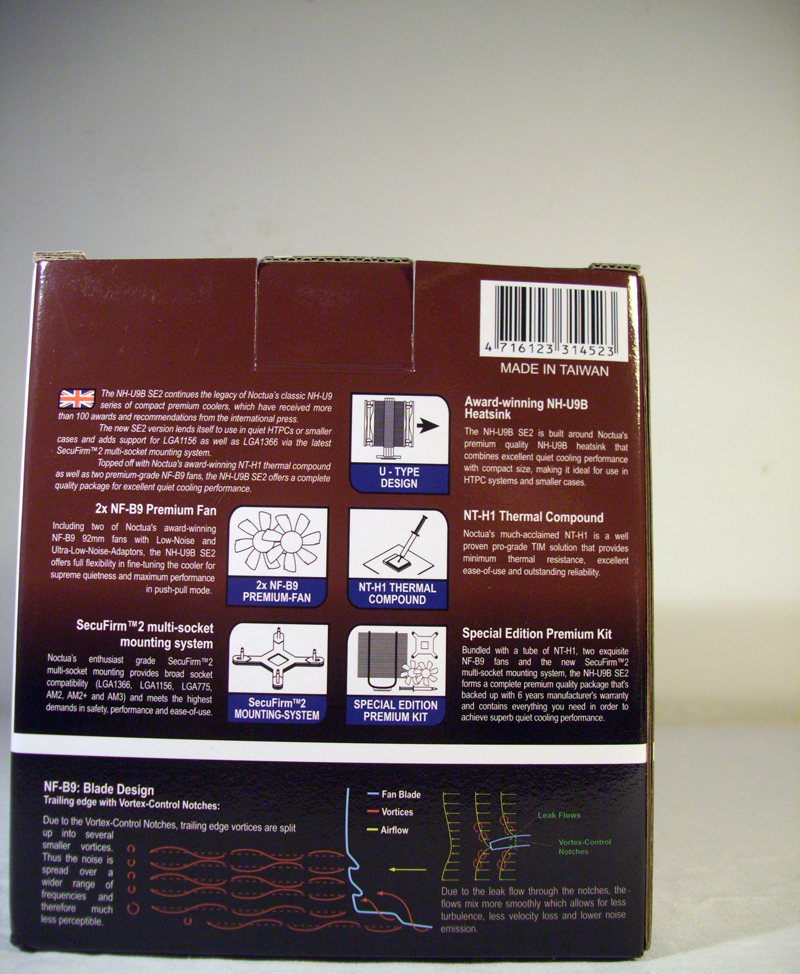 4 716123 314523
MADE IN TAIWAN
The NH-U9B SE2 continues the legacy of Noctua's classic NH-U9
series of compact premium coolers, which have received more
than 100 awards and recommendations from the international press.
The new SE2 version lends itself to use in quiet HTPCs or smaller
cases and adds support for LGA1156 as well as LGA1366 via the latest
SecuFirm™2 multi-socket mounting system.
Topped off with Noctua's award-winning NT-H1 thermal compound
as well as two premium-grade NF-B9 fans, the NH-U9B SE2 offers a complete
quality package for excellent quiet cooling performance.
U - TYPE
DESIGN
Award-winning NH-U9B
Heatsink
The NH-U9B SE2 is built around Noctua's
premium quality NH-U9B heatsink that
combines excellent quiet cooling performance
with compact size, making it ideal for use in
HTPC systems and smaller cases.
2x NF-B9 Premium Fan
Including two of Noctua's award-winning
NF-B9 92mm fans with Low-Noise and
Ultra-Low-Noise-Adaptors, the NH-U9B SE2
offers full flexibility in fine-tuning the cooler for
supreme quietness and maximum performance
in push-pull mode.
2x NF-B9
PREMIUM-FAN
NT-H1 THERMAL
COMPOUND
NT-H1 Thermal Compound
Noctua's much-acclaimed NT-H1 is a well
proven pro-grade TIM solution that provides
minimum thermal resistance, excellent
ease-of-use and outstanding reliability.
SecuFirm™2 multi-socket
mounting system
Noctua's enthusiast grade SecuFirm™2
multi-socket mounting provides broad socket
compatibility (LGA1366, LGA1156, LGA775,
AM2, AM2+ and AM3) and meets the highest
demands in safety, performance and ease-of-use.
SecuFirm™2
MOUNTING-SYSTEM
SPECIAL EDITION
PREMIUM KIT
Special Edition Premium Kit
Bundled with a tube of NT-H1, two exquisite
NF-B9 fans and the new SecuFirm™2
multi-socket mounting system, the NH-U9B SE2
forms a complete premium quality package that's
backed up with 6 years manufacturer's warranty
and contains everything you need in order to
achieve superb quiet cooling performance.
NF-B9: Blade Design
Trailing edge with Vortex-Control Notches:
Due to the Vortex-Control Notches, trailing edge vortices are split
up into several
smaller vortices.
Thus the noise is
spread over a
wider range of
frequencies and
therefore much
less perceptible.
Fan Blade
Vortices
Airflow
Leak Flows
Vortex-Control
Notches
Due to the leak flow through the notches, the
flows mix more smoothly which allows for less
turbulence, less velocity loss and lower noise
emission.